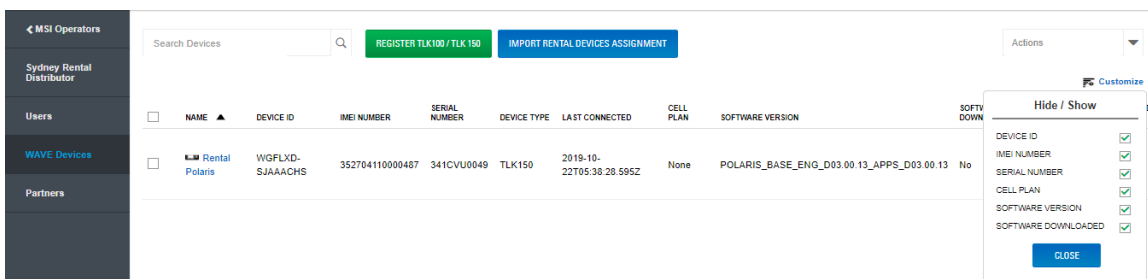 MSI Operators
Sydney Rental
Distributor
Users
WAVE Devices
Partners
Search Devices
REGISTER TLK100 / TLK 150
IMPORT RENTAL DEVICES ASSIGNMENT
Actions
Customize
NAME ▲
DEVICE ID
IMEI NUMBER
SERIAL
NUMBER
DEVICE TYPE
LAST CONNECTED
CELL
PLAN
SOFTWARE VERSION
Rental
Polaris
WGFLXD-
SJAAACHS
352704110000487
341CVU0049
TLK150
2019-10-
22T05:38:28.595Z
None
POLARIS_BASE_ENG_D03.00.13_APPS_D03.00.13
No
Hide / Show
DEVICE ID
IMEI NUMBER
SERIAL NUMBER
CELL PLAN
SOFTWARE VERSION
SOFTWARE DOWNLOADED
CLOSE